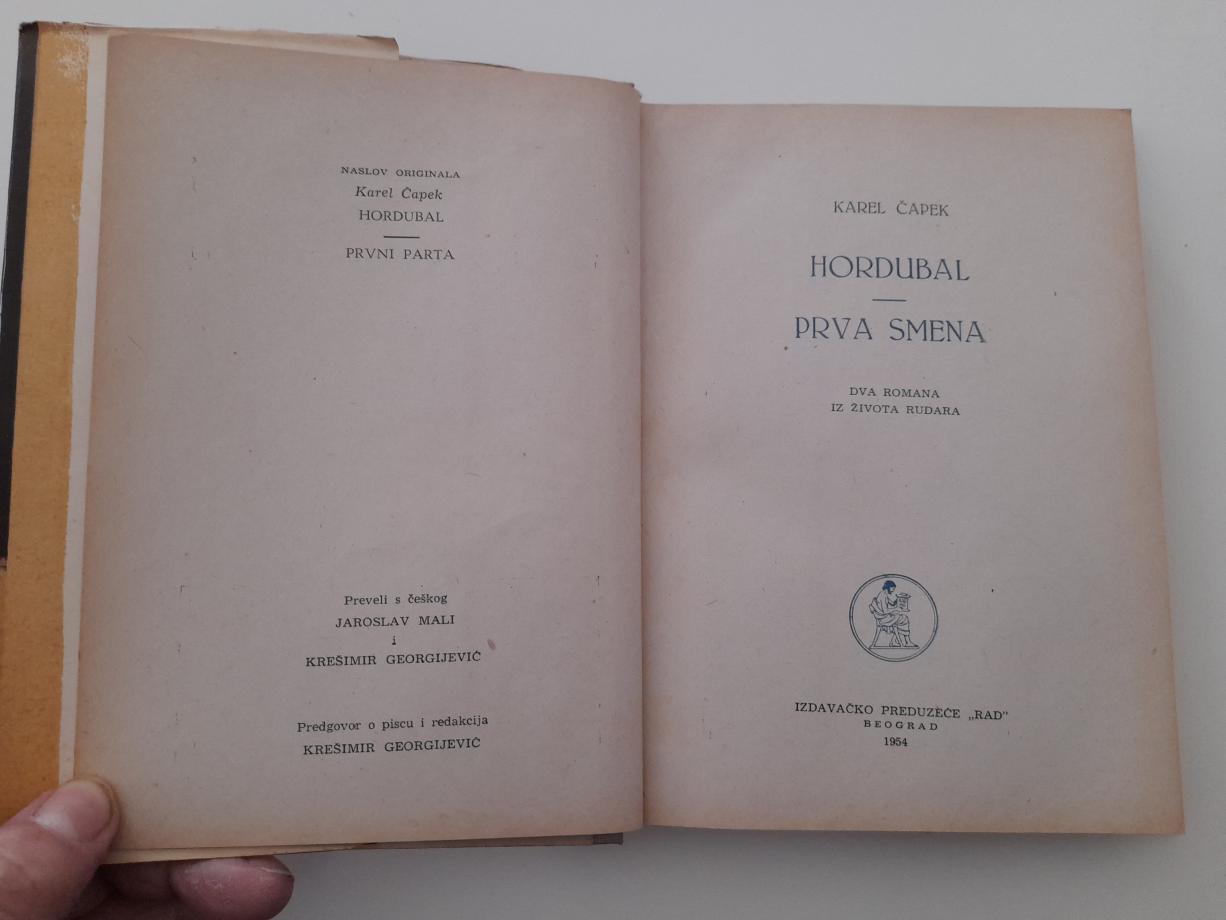 NASLOV ORIGINALA
Karel Čapek
HORDUBAL
PRVNI PARTA
Preveli s češkog
JAROSLAV MALI
i
KREŠIMIR GEORGIJEVIĆ
Predgovor o piscu i redakcija
KREŠIMIR GEORGIJEVIĆ
KAREL ČAPEK
HORDUBAL
PRVA SMENA
DVA ROMANA
IZ ŽIVOTA RUDARA
IZDAVAČKO PREDUZEĆE „RAD”
BEOGRAD
1954